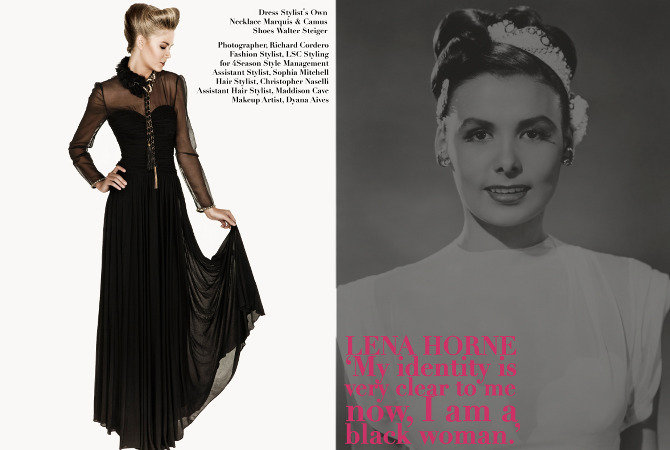 Dress Stylist's Own
Necklace Marquis & Camus
Shoes Walter Steiger
Photographer, Richard Cordero
Fashion Stylist, LSC Styling
for 4Season Style Management
Assistant Stylist, Sophia Mitchell
Hair Stylist, Christopher Naselli
Assistant Hair Stylist, Maddison Cave
Makeup Artist, Dyana Aives
LENA HORNE
‘My identity is
very clear to me
now, I am a
black woman.’